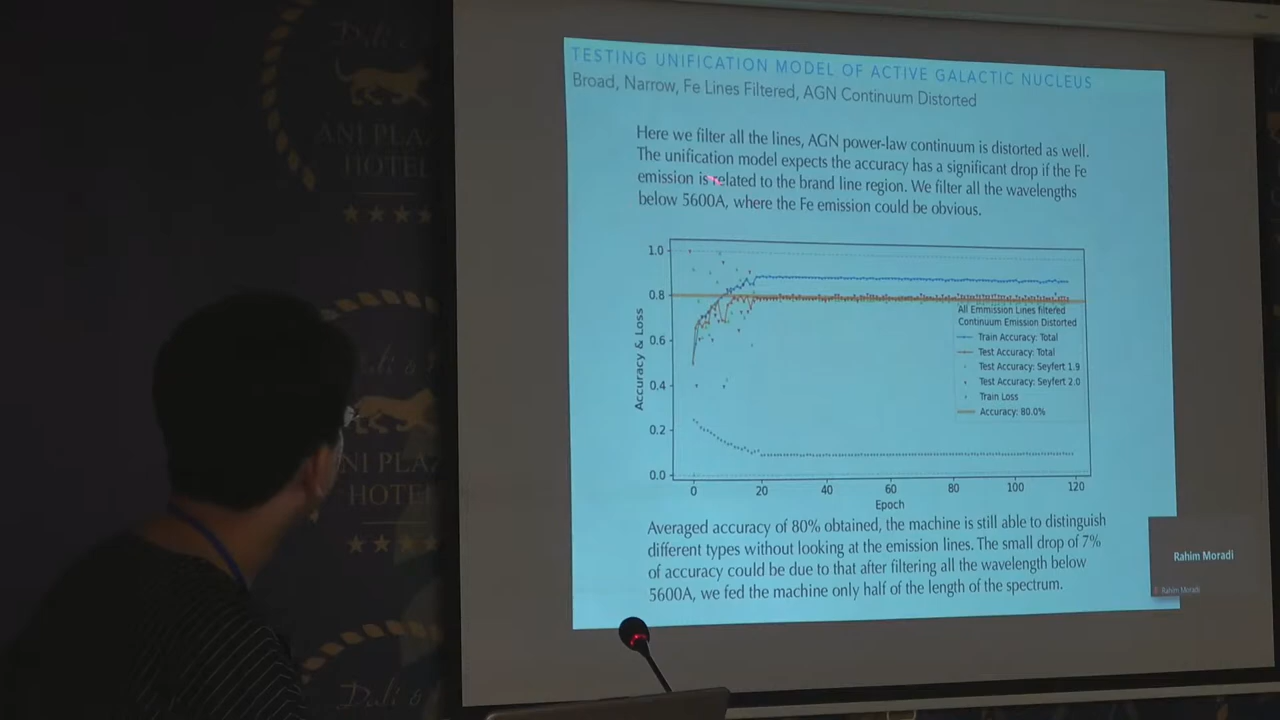 TESTING UNIFICATION MODEL OF ACTIVE GALACTIC NUCLEUS
Broad, Narrow, Fe Lines Filtered, AGN Continuum Distorted
Here we filter all the lines, AGN power-law continuum is distorted as well.
The unification model expects the accuracy has a significant drop if the Fe
emission is related to the brand line region. We filter all the wavelengths
below 5600A, where the Fe emission could be obvious.
Accuracy & Loss
1.0
0.8
0.6
0.4
0.2
0.0
All Emmission Lines filtered
Continuum Emission Distorted
Train Accuracy: Total
Test Accuracy: Total
Test Accuracy: Seyfert 1.9
Test Accuracy: Seyfert 2.0
Train Loss
Accuracy: 80.0%
0 20 40 60 80 100 120
Epoch
Averaged accuracy of 80% obtained, the machine is still able to distinguish
different types without looking at the emission lines. The small drop of 7%
of accuracy could be due to that after filtering all the wavelength below
5600A, we fed the machine only half of the length of the spectrum.
Rahim Moradi
Rahim Moradi
ANI PLAZ
HOTEL
NI PLA
HOTE